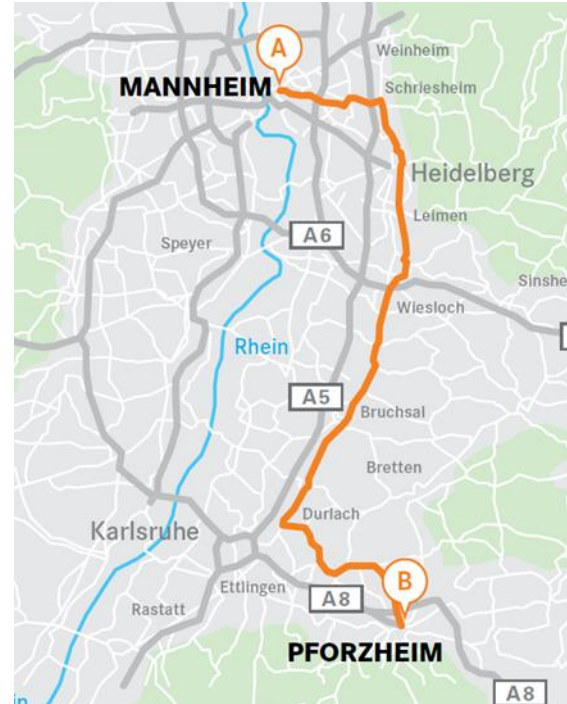 A
Weinheim
MANNHEIM
Schriesheim
Heidelberg
Leimen
A6
Speyer
Sinshe
Wiesloch
Rhein
A5
Bruchsal
Bretten
Durlach
Karlsruhe
Ettlingen
A8
B
Rastatt
PFORZHEIM
A8
in